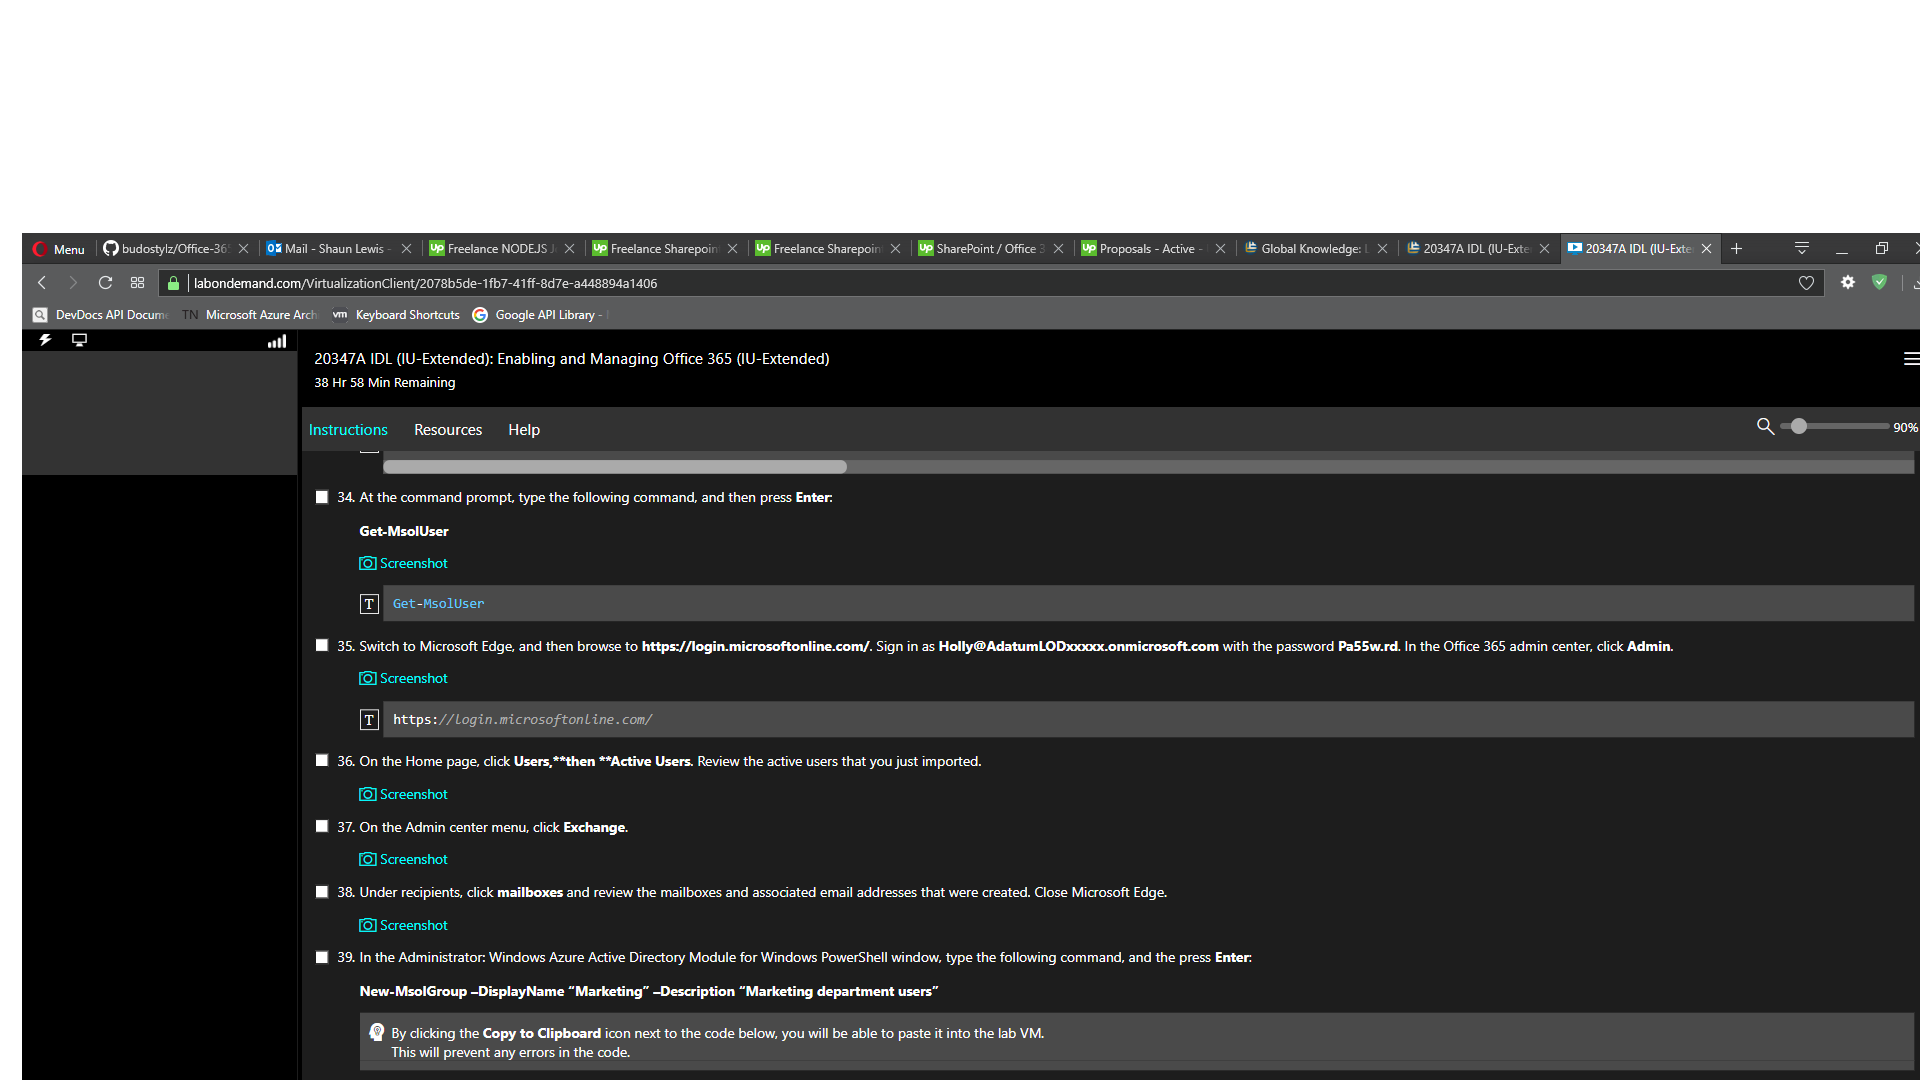 Menu
budostylz/Office-365
Mail - Shaun Lewis -
Freelance NODEJS J
Freelance Sharepoin
Freelance Sharepoint
SharePoint / Office 3
Proposals - Active -
Global Knowledge: L
20347A IDL (IU-Exte
20347A IDL (IU-Exte
labondemand.com/VirtualizationClient/2078b5de-1fb7-41ff-8d7e-a448894a1406
DevDocs API Docum
TN Microsoft Azure Arch
vm Keyboard Shortcuts
Google API Library -
20347A IDL (IU-Extended): Enabling and Managing Office 365 (IU-Extended)
38 Hr 58 Min Remaining
Instructions Resources Help
90%
34. At the command prompt, type the following command, and then press Enter:
Get-MsolUser
Screenshot
T Get-MsolUser
35. Switch to Microsoft Edge, and then browse to https://login.microsoftonline.com/. Sign in as Holly@AdatumLODxxxxx.onmicrosoft.com with the password Pa55w.rd. In the Office 365 admin center, click Admin.
Screenshot
T https://login.microsoftonline.com/
36. On the Home page, click Users,**then **Active Users. Review the active users that you just imported.
Screenshot
37. On the Admin center menu, click Exchange.
Screenshot
38. Under recipients, click mailboxes and review the mailboxes and associated email addresses that were created. Close Microsoft Edge.
Screenshot
39. In the Administrator: Windows Azure Active Directory Module for Windows PowerShell window, type the following command, and the press Enter:
New-MsolGroup –DisplayName “Marketing” –Description “Marketing department users”
By clicking the Copy to Clipboard icon next to the code below, you will be able to paste it into the lab VM.
This will prevent any errors in the code.